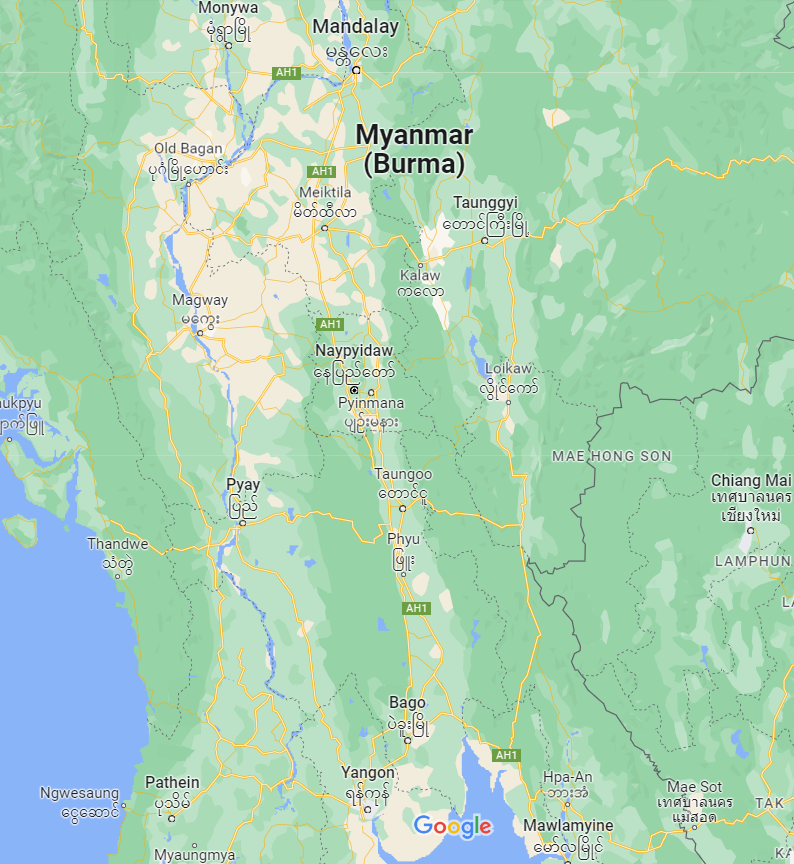 Monywa
မုံရွာမြို့
Mandalay
မန္တလေး
AH1
Myanmar
(Burma)
Old Bagan
ပုဂံမြို့ဟောင်း
AH1
Meiktila
မိတ်ထီလာ
Taunggyi
တောင်ကြီးမြို့
Kalaw
ကလော
Magway
မကွေး
AH1
Naypyidaw
နေပြည်တော်
Loikaw
လွိုင်ကော်
Pyinmana
ပျဉ်းမနား
aukpyu
MAE HONG SON
Taungoo
တောင်ငူ
Chiang Mai
เทศบาลนคร
เชียงใหม่
Pyay
ပြည်
Phyu
ဖြူး
Thandwe
သံတွဲ
LAMPHUN
LA
AH1
Bago
ပဲခူးမြို့
AH1
Yangon
ရန်ကုန်
Hpa-An
ဘားအံ
Pathein
ပုသိမ်
Ngwesaung
ငွေဆောင်
Mae Sot
เทศบาลนคร
แม่สอด
TAK
Google
Mawlamyine
မော်လမြိုင်
Myaungmya
KA